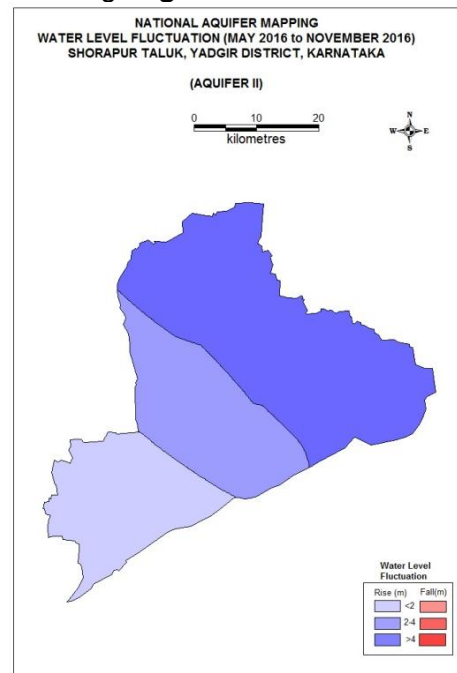 NATIONAL AQUIFER MAPPING
WATER LEVEL FLUCTUATION (MAY 2016 to NOVEMBER 2016)
SHORAPUR TALUK, YADGIR DISTRICT, KARNATAKA
(AQUIFER II)
0 10 20
kilometres
N
W E
S
Water Level
Fluctuation
Rise (m) Fall(m)
<2
2-4
>4